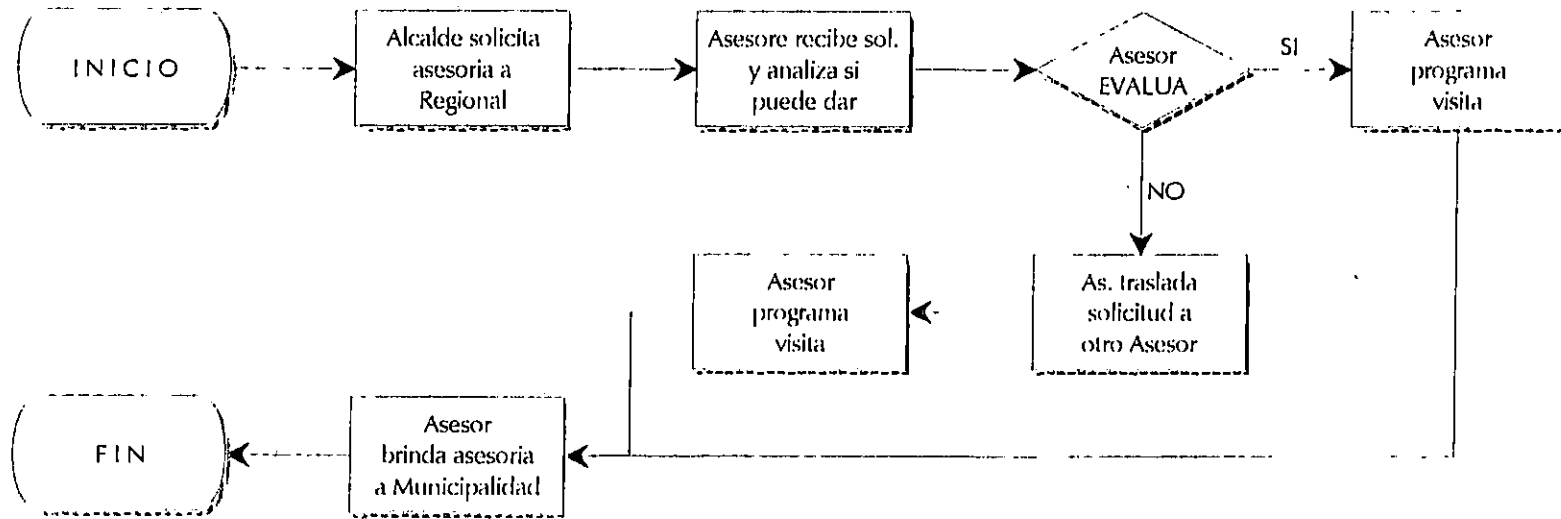 INICIO
Alcalde solicita
asesoria a
Regional
Asesore recibe sol.
y analiza si
puede dar
Asesor
EVALUA
SI
Asesor
programa
visita
NO
Asesor
programa
visita
As. traslada
solicitud a
otro Asesor
FIN
Asesor
brinda asesoria
a Municipalidad